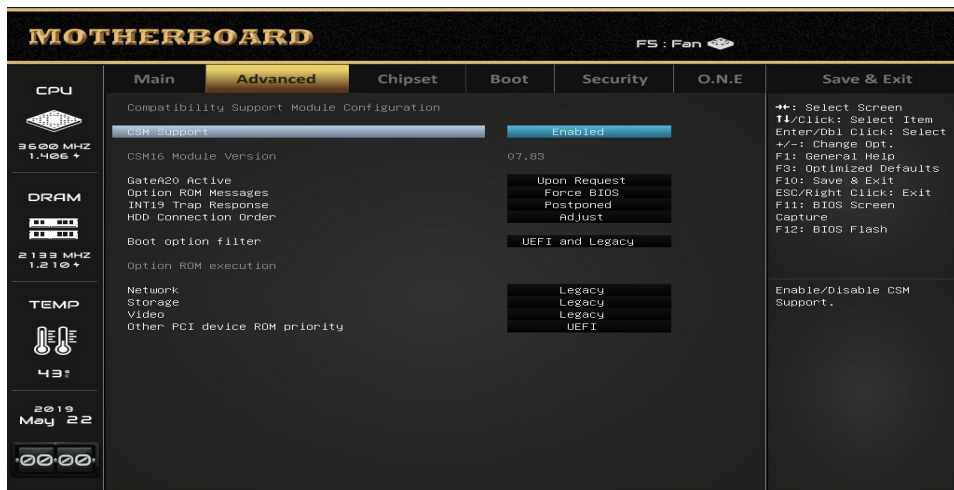 MOTHERBOARD
F5 : Fan
CPU
3600 MHZ
1.406
DRAM
2133 MHZ
1.210
TEMP
43°
2019
May 22
00:00
Main Advanced Chipset Boot Security O.N.E Save & Exit
Compatibility Support Module Configuration
CSM Support Enabled
CSM16 Module Version 07.83
GateA20 Active Upon Request
Option ROM Messages Force BIOS
INT19 Trap Response Postponed
HDD Connection Order Adjust
Boot option filter UEFI and Legacy
Option ROM execution
Network Legacy
Storage Legacy
Video Legacy
Other PCI device ROM priority UEFI
→←: Select Screen
↑↓/Click: Select Item
Enter/Dbl Click: Select
+/-: Change Opt.
F1: General Help
F3: Optimized Defaults
F10: Save & Exit
ESC/Right Click: Exit
F11: BIOS Screen
Capture
F12: BIOS Flash
Enable/Disable CSM
Support.